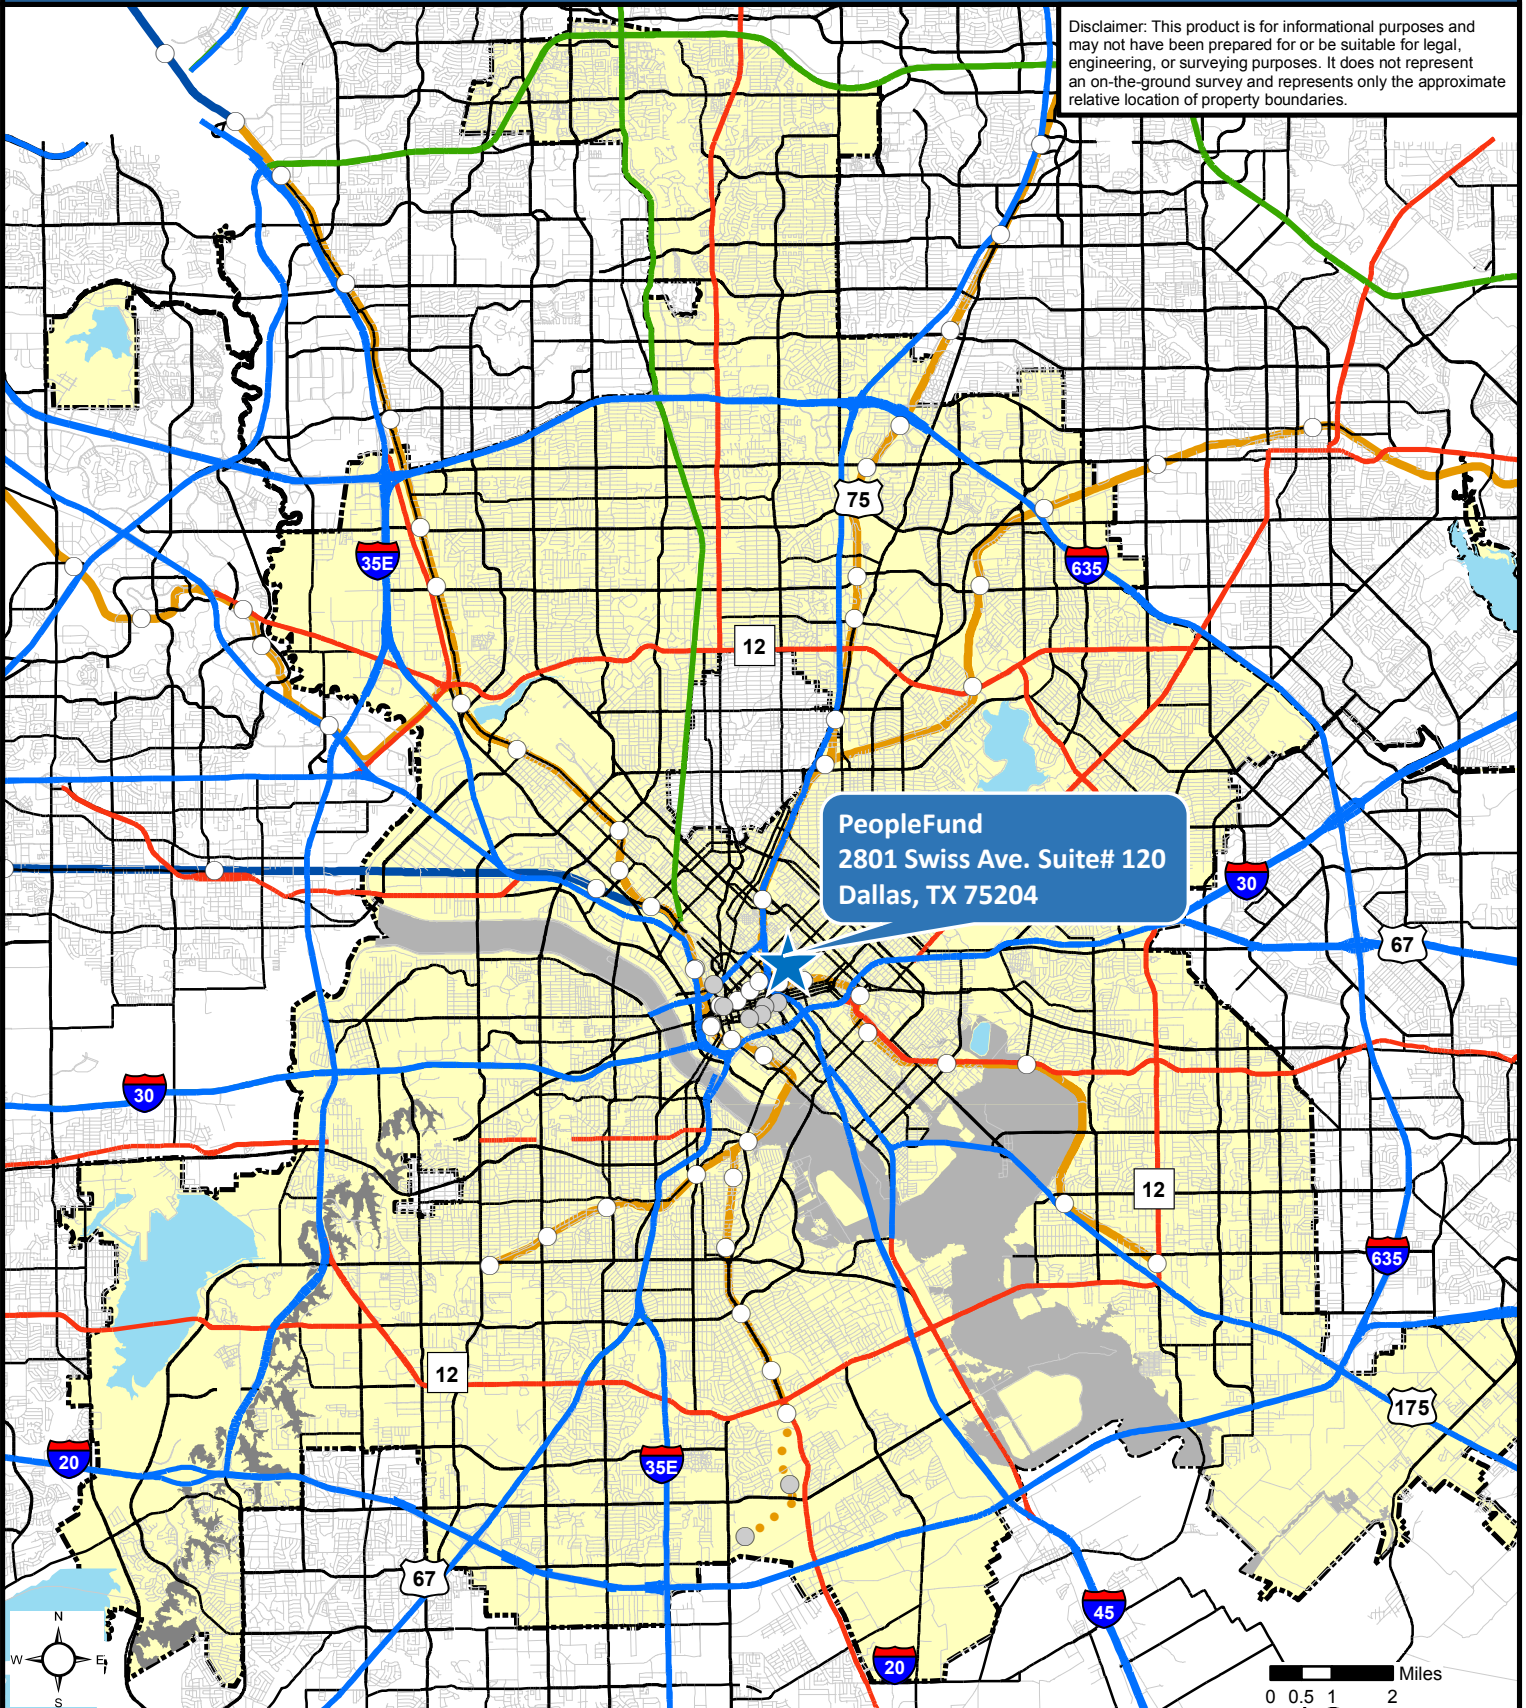 Disclaimer: This product is for informational purposes and
may not have been prepared for or be suitable for legal,
engineering, or surveying purposes. It does not represent
an on-the-ground survey and represents only the approximate
relative location of property boundaries.
75
35E
635
12
PeopleFund
2801 Swiss Ave. Suite# 120
Dallas, TX 75204
30
67
30
12
635
12
175
20
35E
67
45
20
N
W E
S
Miles
0 0.5 1 2